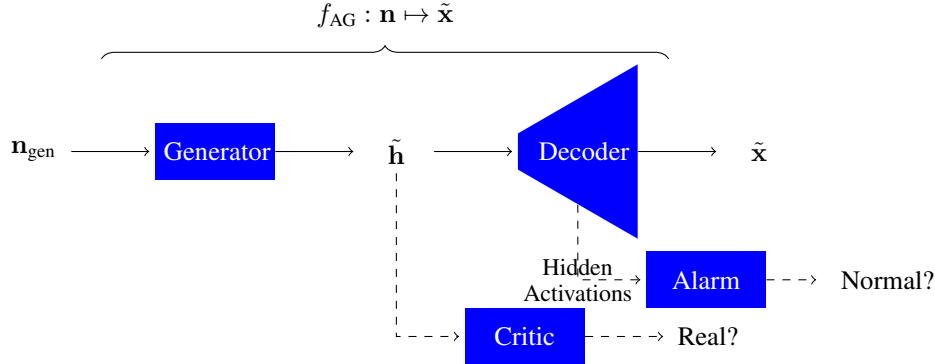 f_AG : n ↦ x̃
n_gen
Generator
h̃
Decoder
x̃
Hidden
Activations
Alarm
Normal?
Critic
Real?